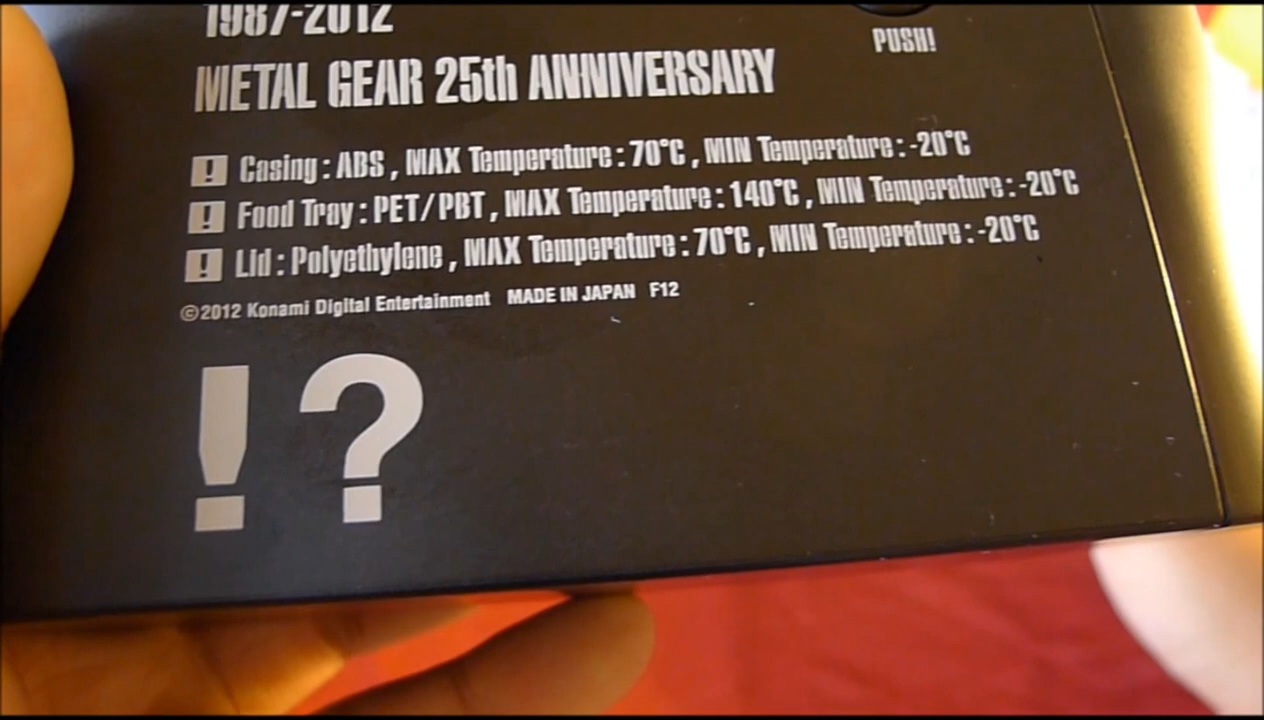 1987-2012
PUSH!
METAL GEAR 25th ANNIVERSARY
! Casing : ABS , MAX Temperature : 70°C , MIN Temperature : -20°C
! Food Tray : PET/PBT , MAX Temperature : 140°C , MIN Temperature : -20°C
! Lid : Polyethylene , MAX Temperature : 70°C , MIN Temperature : -20°C
©2012 Konami Digital Entertainment MADE IN JAPAN F12
!?